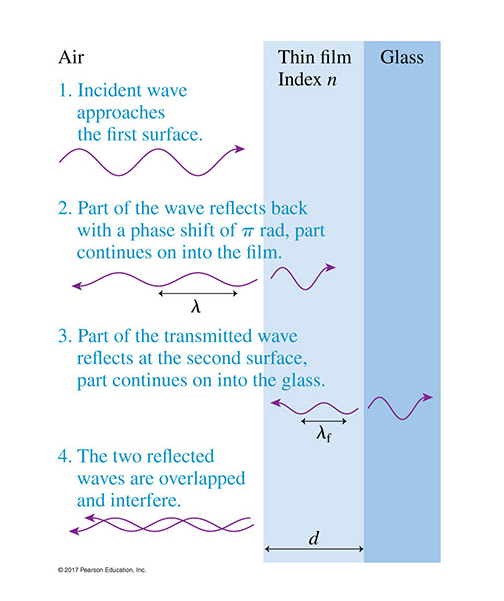 Air
Thin film
Index n
Glass
1. Incident wave
approaches
the first surface.
2. Part of the wave reflects back
with a phase shift of π rad, part
continues on into the film.
λ
3. Part of the transmitted wave
reflects at the second surface,
part continues on into the glass.
λf
4. The two reflected
waves are overlapped
and interfere.
d
© 2017 Pearson Education, Inc.